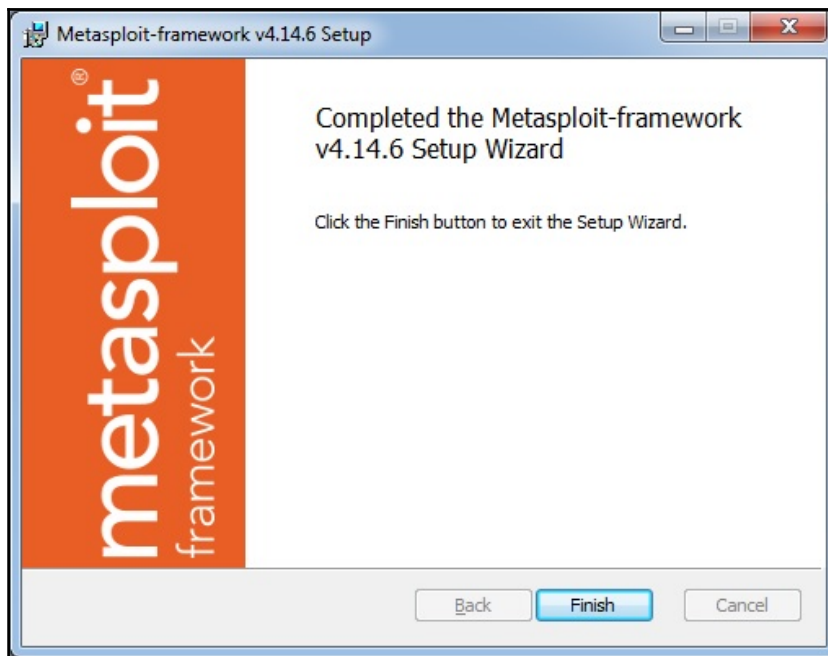 Metasploit-framework v4.14.6 Setup
metasploit®
framework
Completed the Metasploit-framework
v4.14.6 Setup Wizard
Click the Finish button to exit the Setup Wizard.
Back
Finish
Cancel